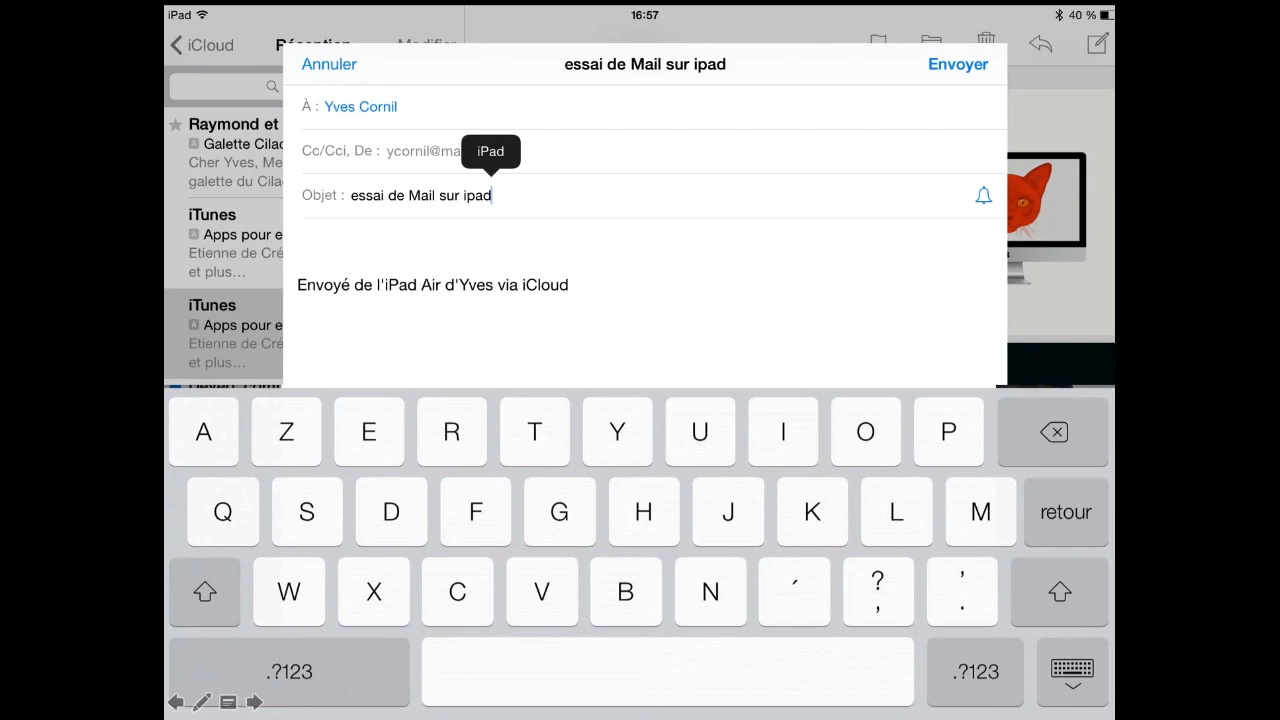 iPad 16:57 40 %
iCloud Réception Modifier
Annuler essai de Mail sur ipad Envoyer
À : Yves Cornil
Cc/Cci, De : ycornil@ma
iPad
Objet : essai de Mail sur ipad
Envoyé de l'iPad Air d'Yves via iCloud
Raymond et
Galette Cilac
Cher Yves, Me
galette du Cila
iTunes
Apps pour e
Etienne de Cré
et plus…
iTunes
Apps pour e
Etienne de Cré
et plus…
A Z E R T Y U I O P
Q S D F G H J K L M retour
W X C V B N ´ ? , ' .
.?123 .?123